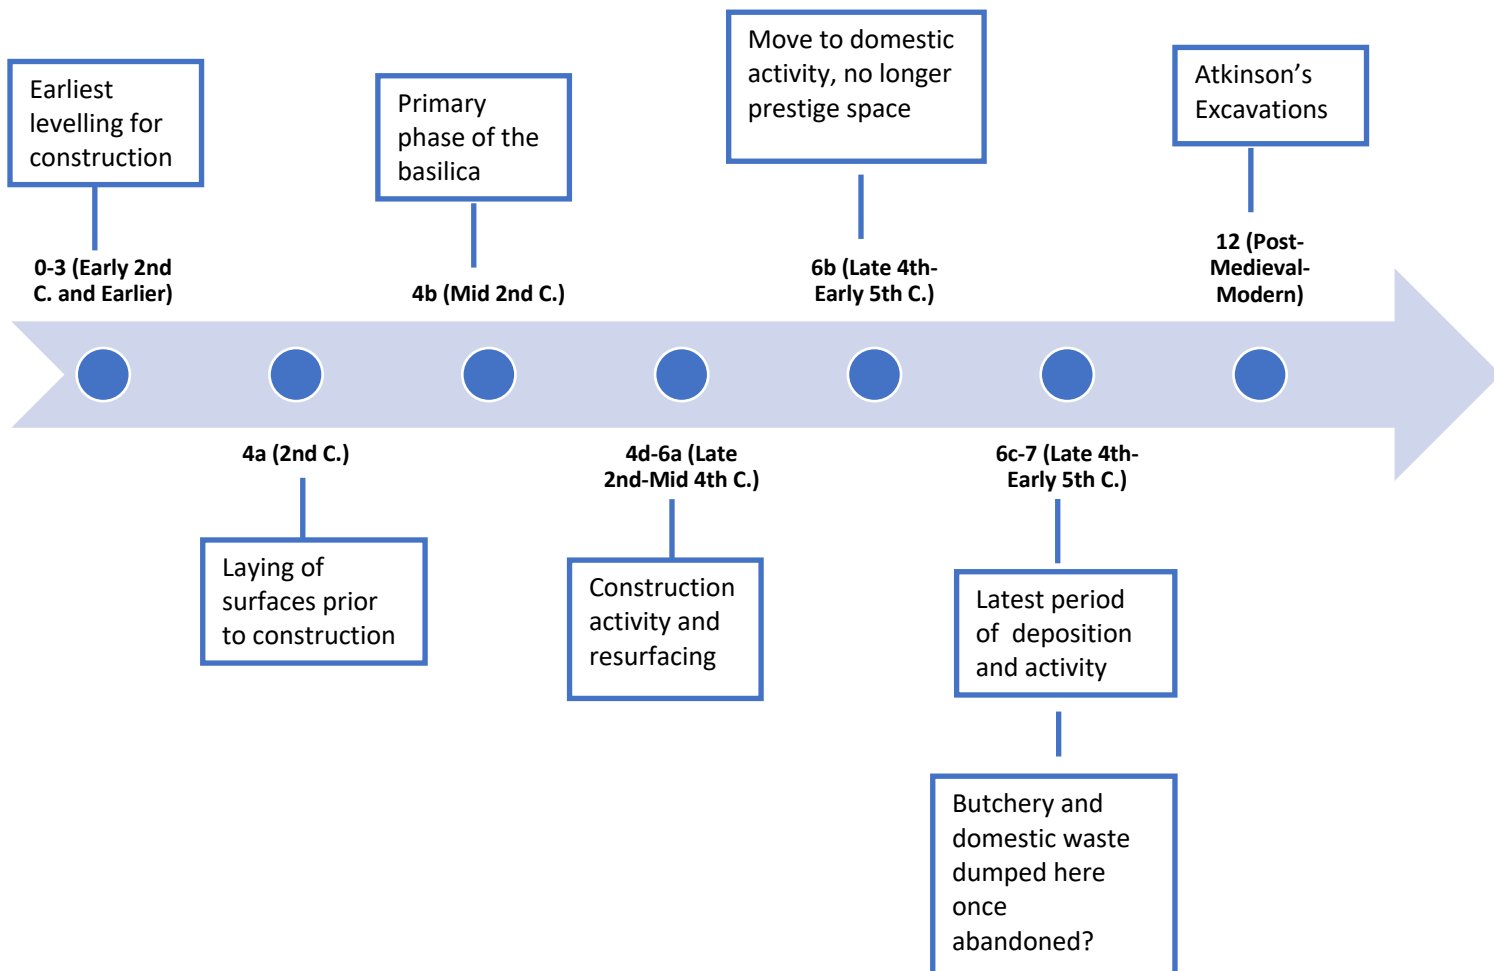 Earliest
levelling for
construction
0-3 (Early 2nd
C. and Earlier)
Laying of
surfaces prior
to construction
4a (2nd C.)
Primary
phase of the
basilica
4b (Mid 2nd C.)
4d-6a (Late
2nd-Mid 4th C.)
Construction
activity and
resurfacing
Move to domestic
activity, no longer
prestige space
6b (Late 4th-
Early 5th C.)
6c-7 (Late 4th-
Early 5th C.)
Latest period
of deposition
and activity
Butchery and
domestic waste
dumped here
once
abandoned?
Atkinson’s
Excavations
12 (Post-
Medieval-
Modern)